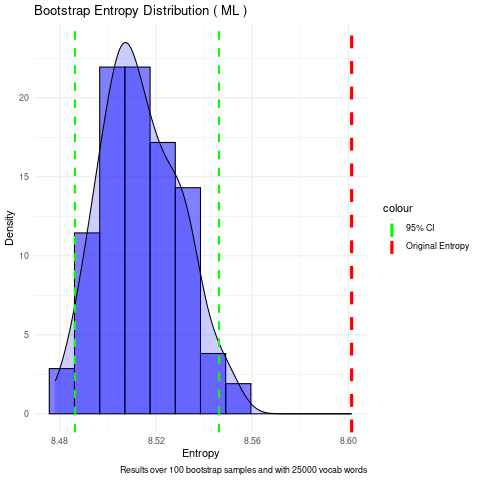 Bootstrap Entropy Distribution ( ML )
Density
20
15
10
5
0
8.48
8.52
8.56
8.60
Entropy
colour
95% CI
Original Entropy
Results over 100 bootstrap samples and with 25000 vocab words